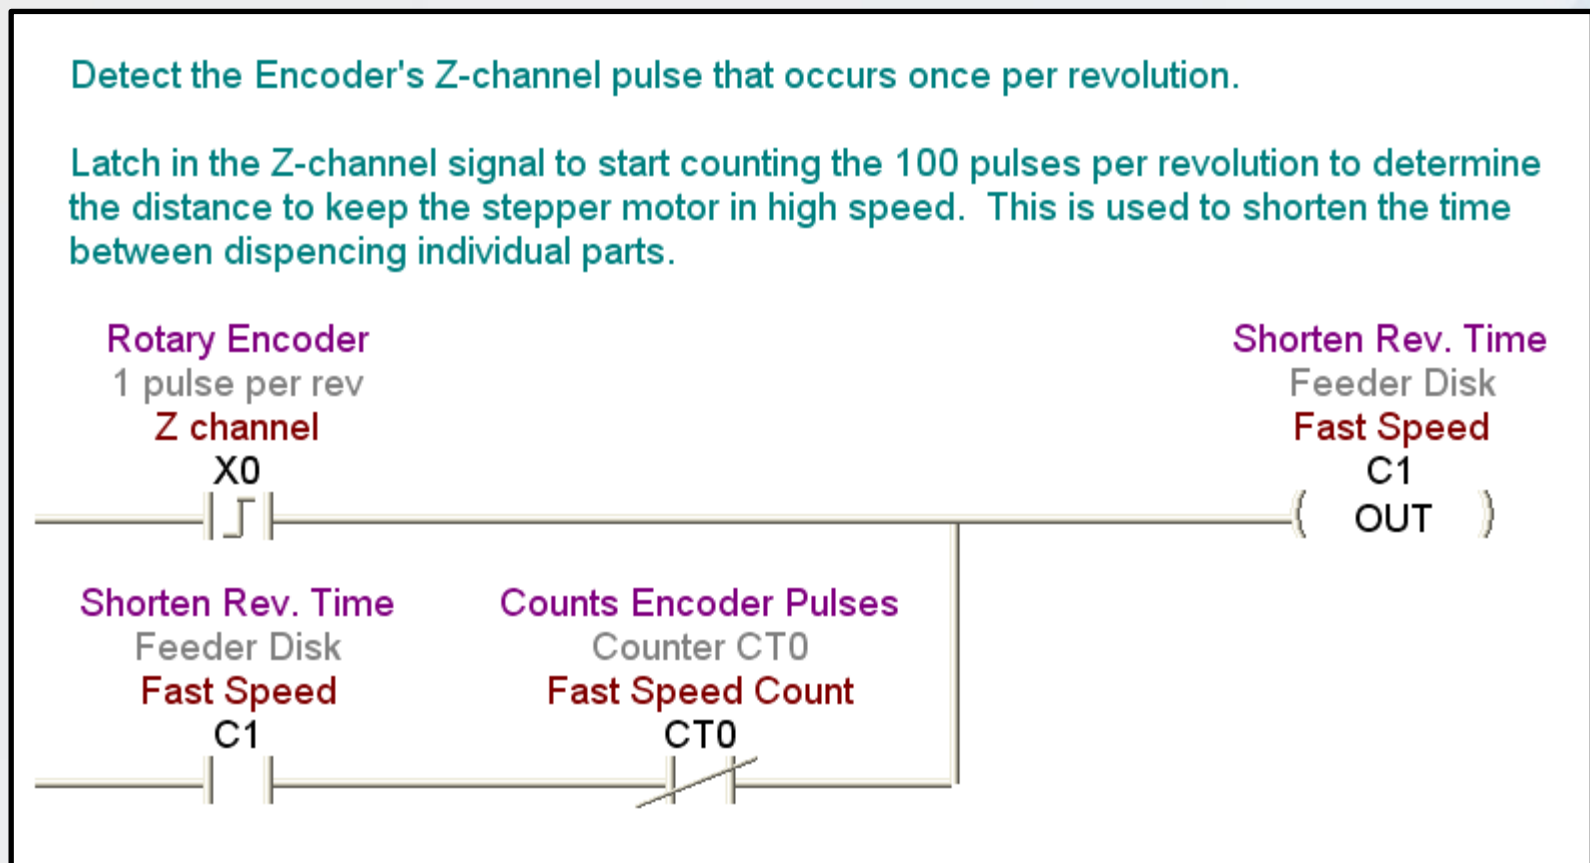 Detect the Encoder's Z-channel pulse that occurs once per revolution.
Latch in the Z-channel signal to start counting the 100 pulses per revolution to determine
the distance to keep the stepper motor in high speed.  This is used to shorten the time
between dispencing individual parts.
Rotary Encoder
1 pulse per rev
Z channel
X0
Shorten Rev. Time
Feeder Disk
Fast Speed
C1
OUT
Shorten Rev. Time
Feeder Disk
Fast Speed
C1
Counts Encoder Pulses
Counter CT0
Fast Speed Count
CT0